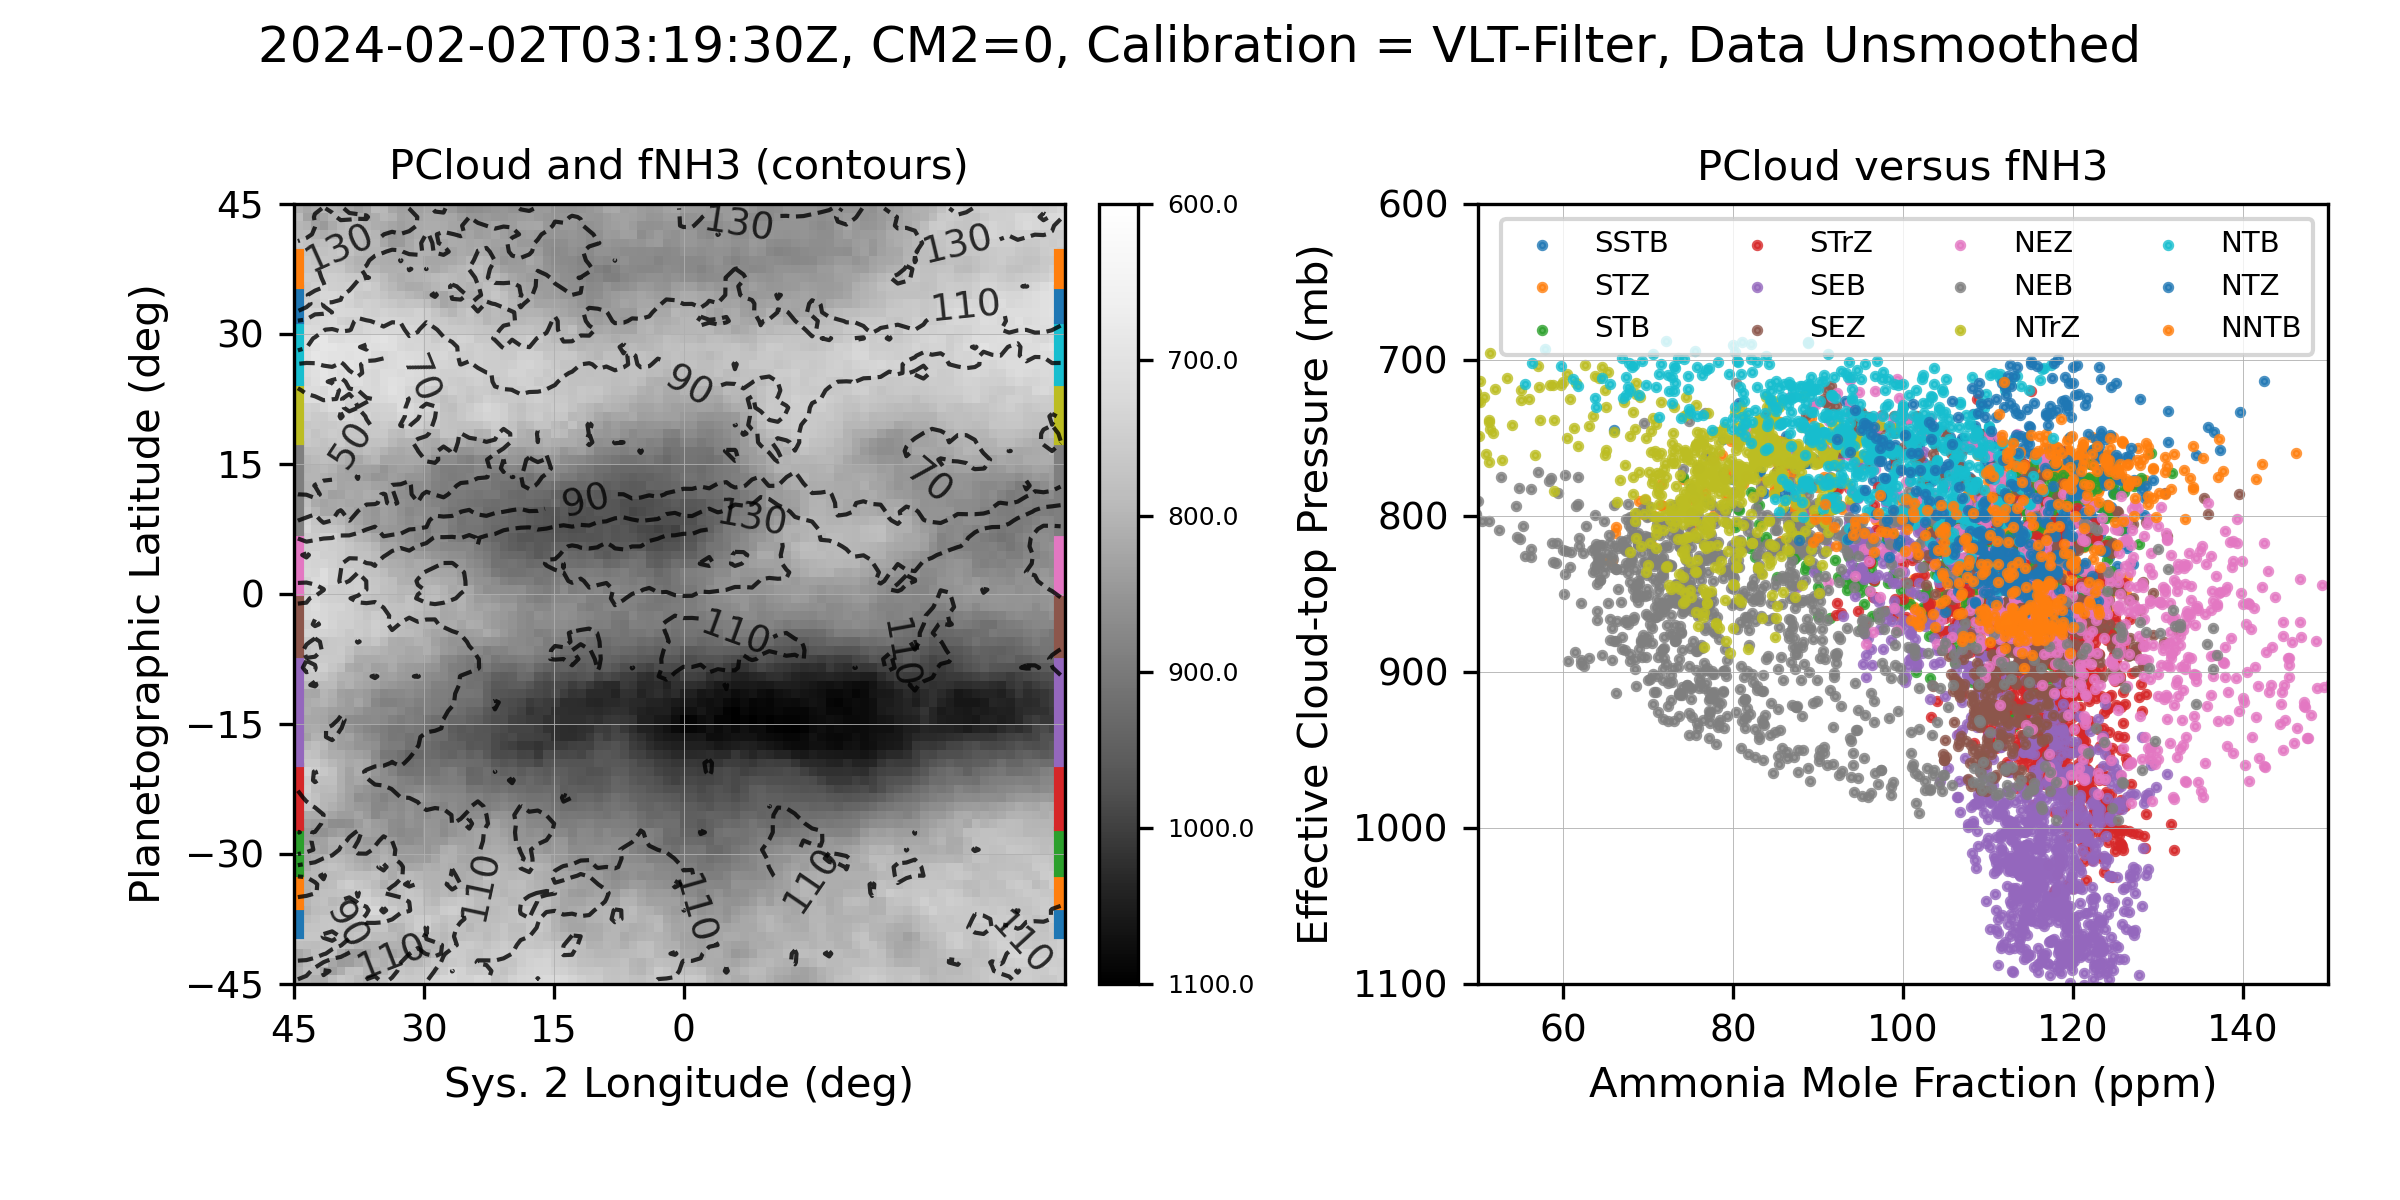 2024-02-02T03:19:30Z, CM2=0, Calibration = VLT-Filter, Data Unsmoothed
PCloud and fNH3 (contours)
Planetographic Latitude (deg)
45
30
15
0
−15
−30
−45
130
130
130
110
70
90
50
90
130
70
110
110
110
110
110
90
110
110
45
30
15
0
Sys. 2 Longitude (deg)
600.0
700.0
800.0
900.0
1000.0
1100.0
PCloud versus fNH3
Effective Cloud-top Pressure (mb)
600
700
800
900
1000
1100
SSTB
STZ
STB
STrZ
SEB
SEZ
NEZ
NEB
NTrZ
NTB
NTZ
NNTB
60
80
100
120
140
Ammonia Mole Fraction (ppm)